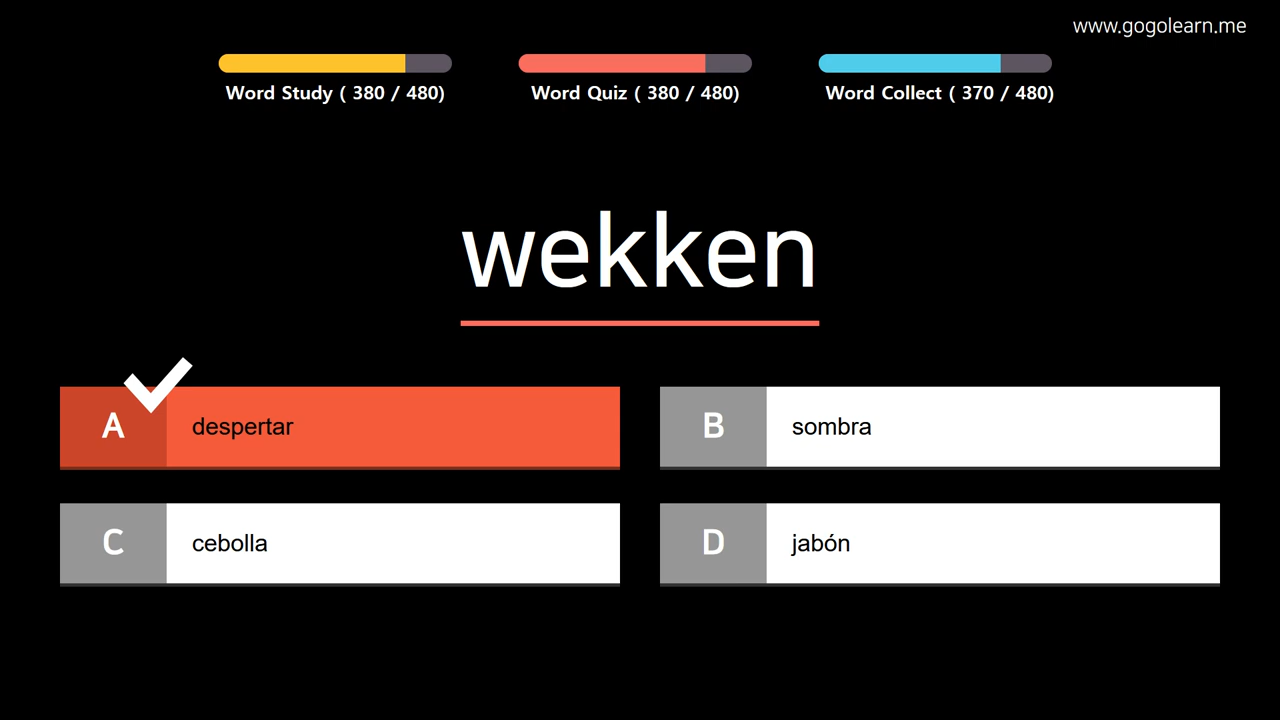 www.gogolearn.me
Word Study ( 380 / 480)
Word Quiz ( 380 / 480)
Word Collect ( 370 / 480)
wekken
A despertar
B sombra
C cebolla
D jabón